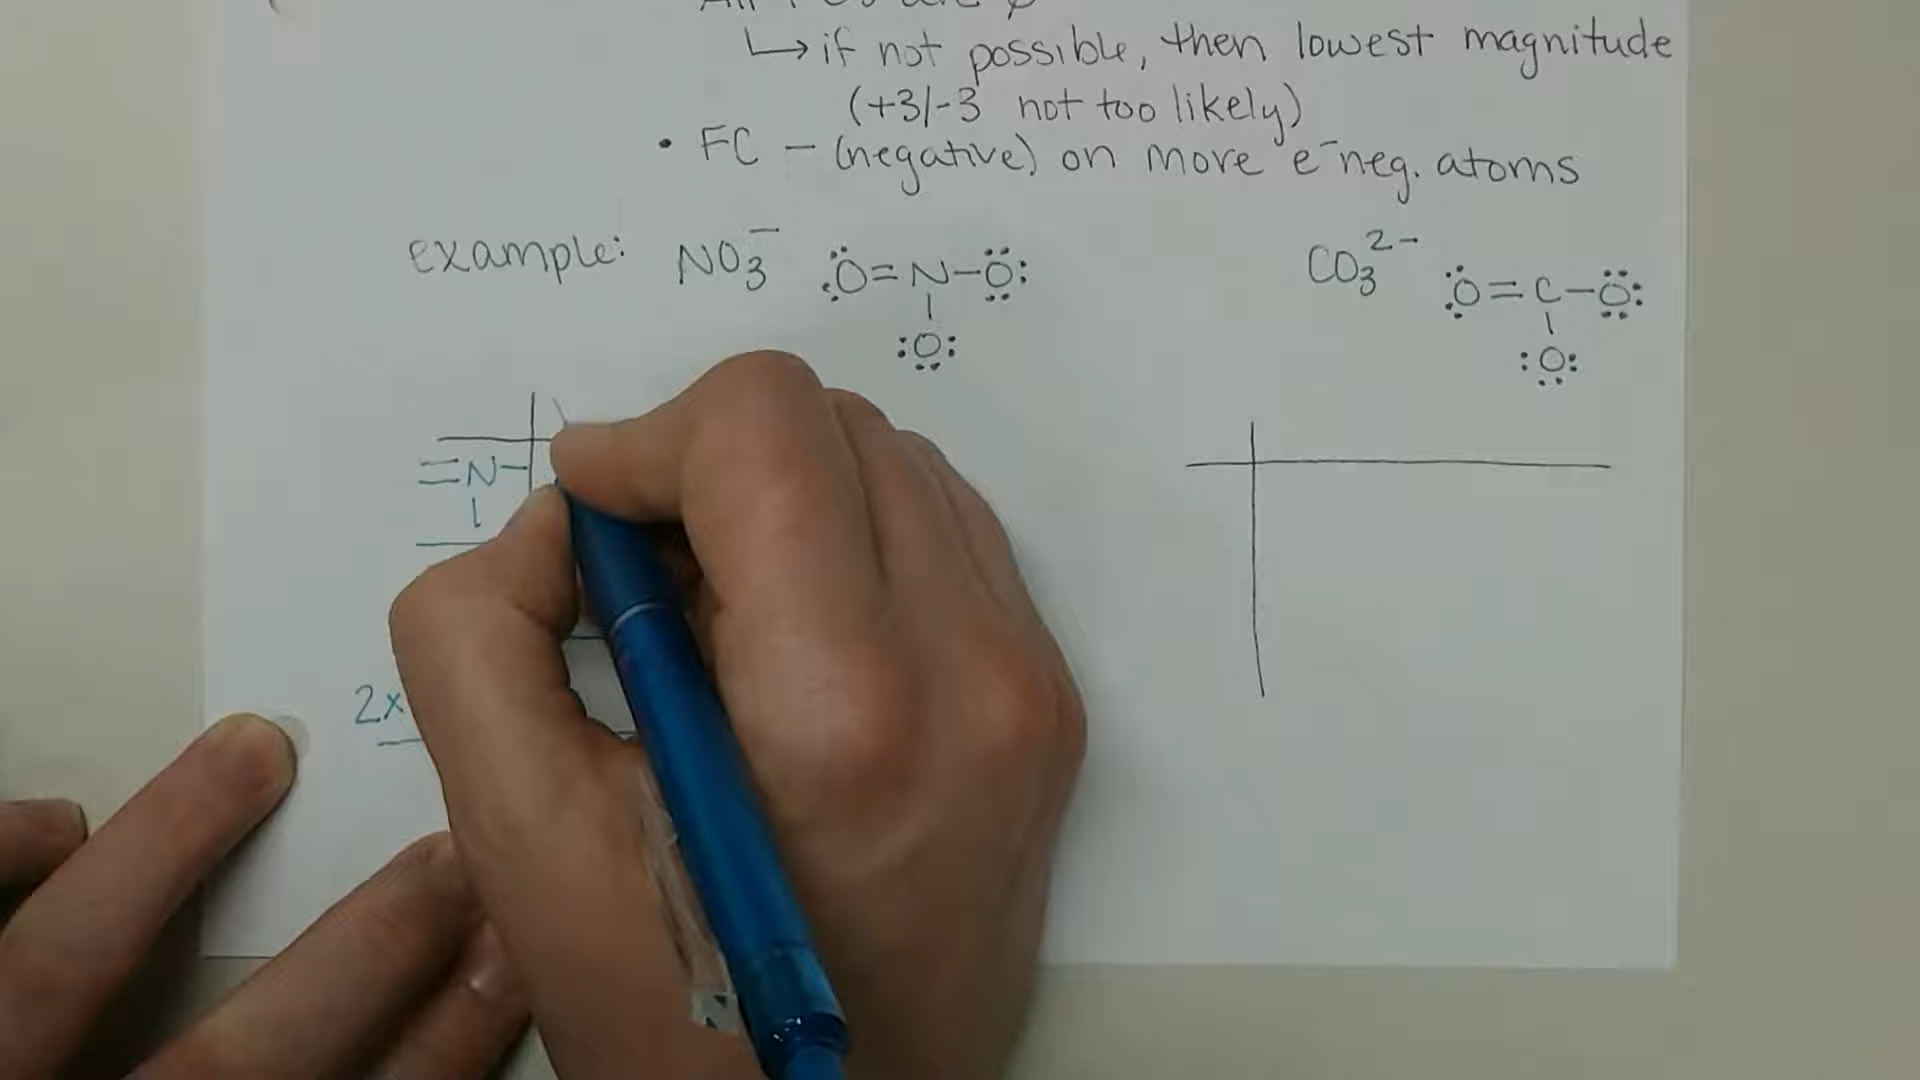 ↳ if not possible, then lowest magnitude
(+3/-3 not too likely)
• FC – (negative) on more e⁻neg. atoms
example: NO₃⁻ O=N–O: CO₃²⁻ O=C–O:
:O: :O:
=N–
2x